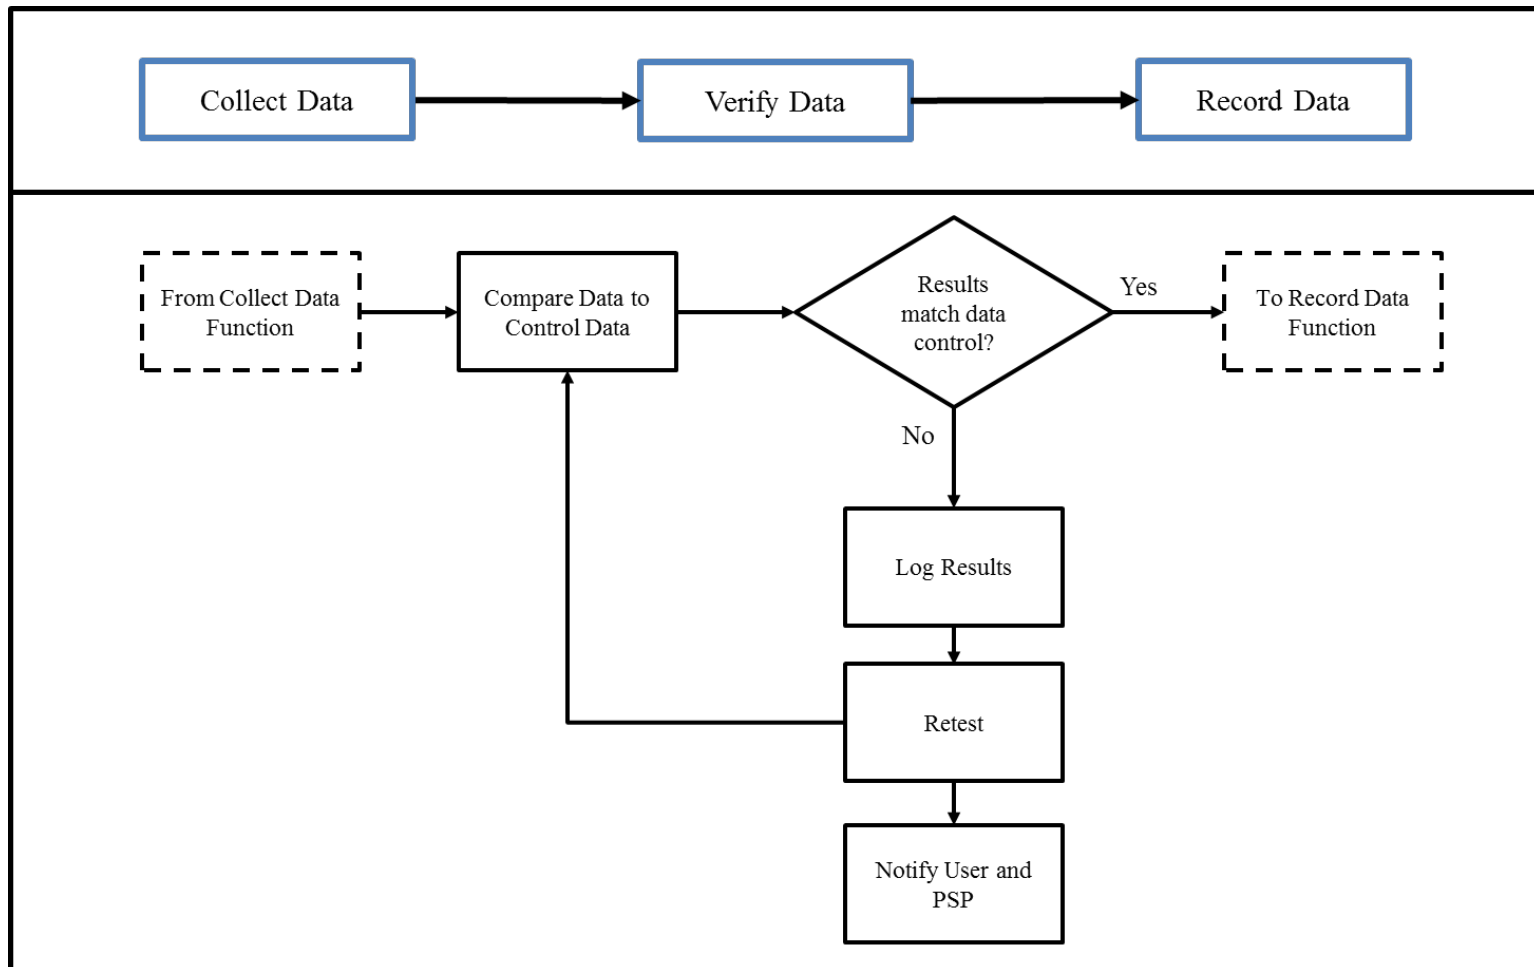 Collect Data
Verify Data
Record Data
From Collect Data
Function
Compare Data to
Control Data
Results
match data
control?
Yes
To Record Data
Function
No
Log Results
Retest
Notify User and
PSP